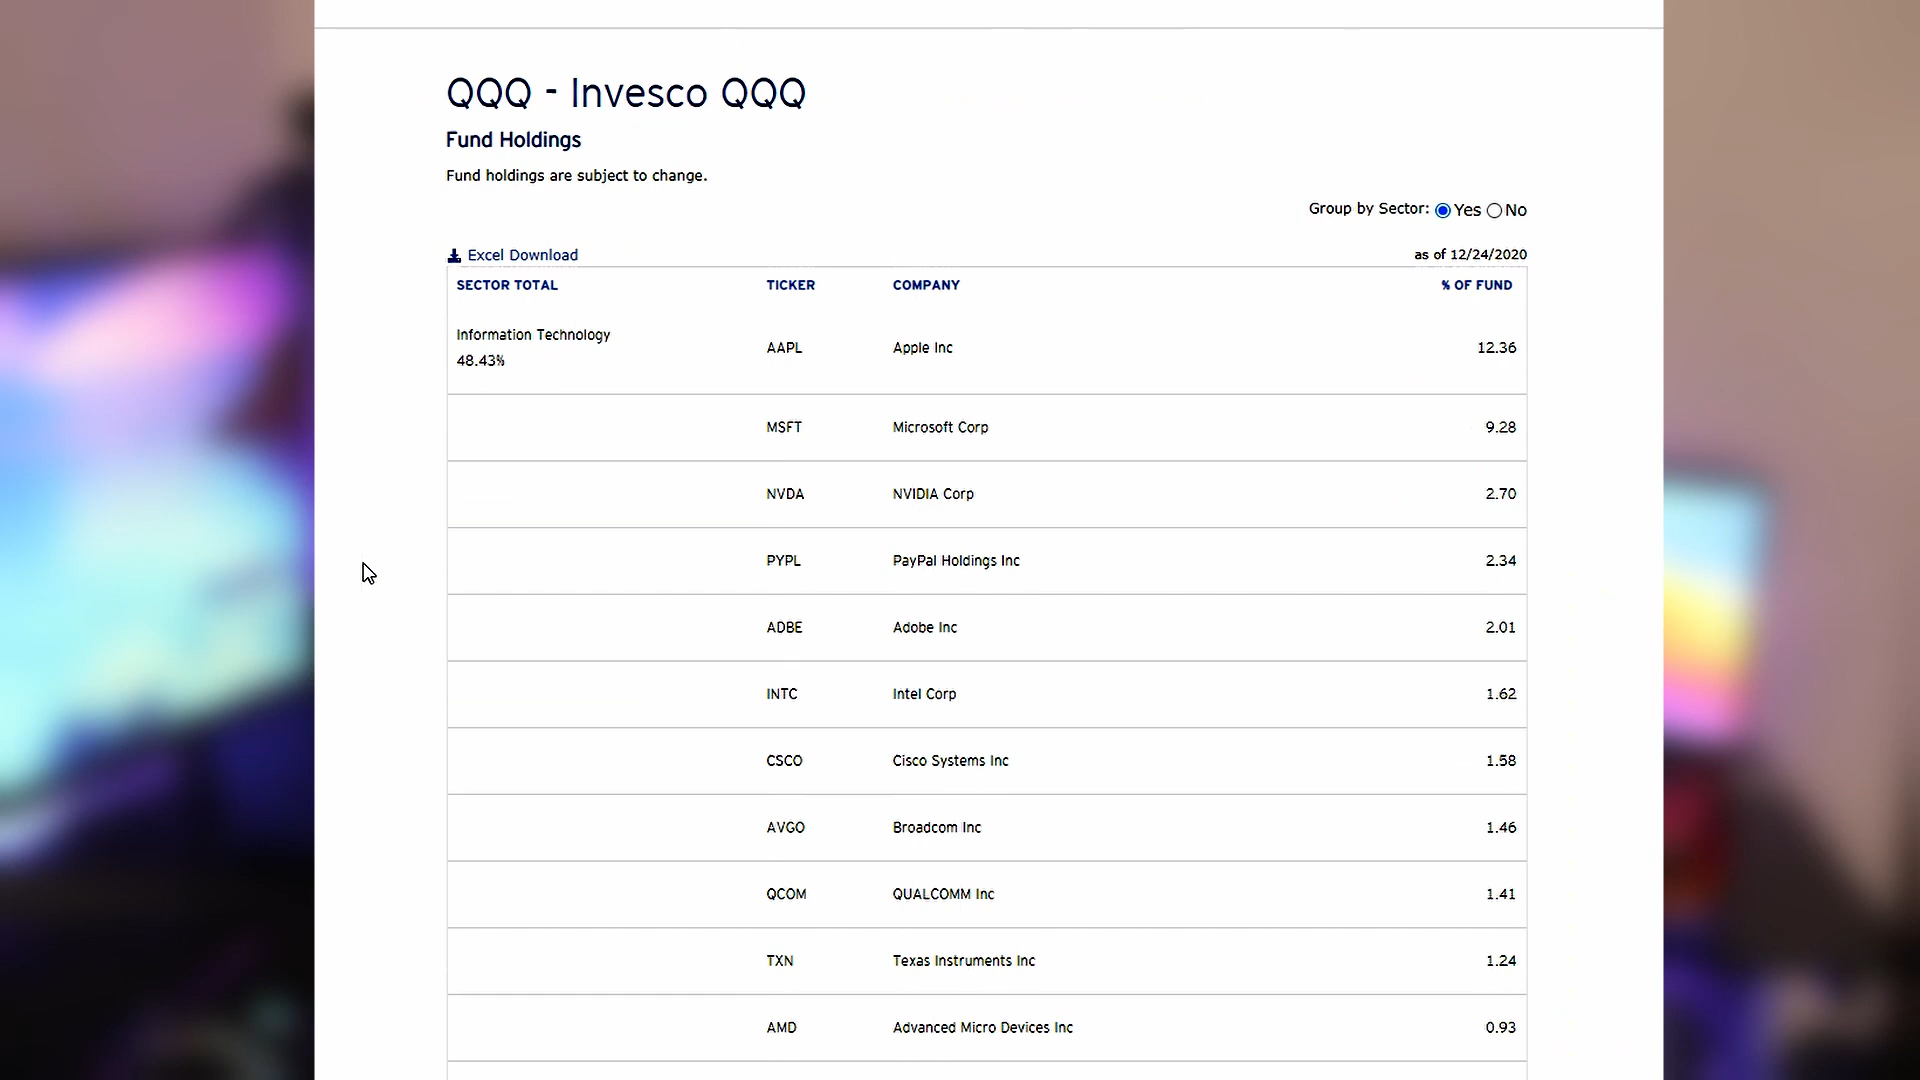 QQQ - Invesco QQQ
Fund Holdings
Fund holdings are subject to change.
Group by Sector: Yes No
Excel Download as of 12/24/2020
SECTOR TOTAL TICKER COMPANY % OF FUND
Information Technology
48.43% AAPL Apple Inc 12.36
MSFT Microsoft Corp 9.28
NVDA NVIDIA Corp 2.70
PYPL PayPal Holdings Inc 2.34
ADBE Adobe Inc 2.01
INTC Intel Corp 1.62
CSCO Cisco Systems Inc 1.58
AVGO Broadcom Inc 1.46
QCOM QUALCOMM Inc 1.41
TXN Texas Instruments Inc 1.24
AMD Advanced Micro Devices Inc 0.93